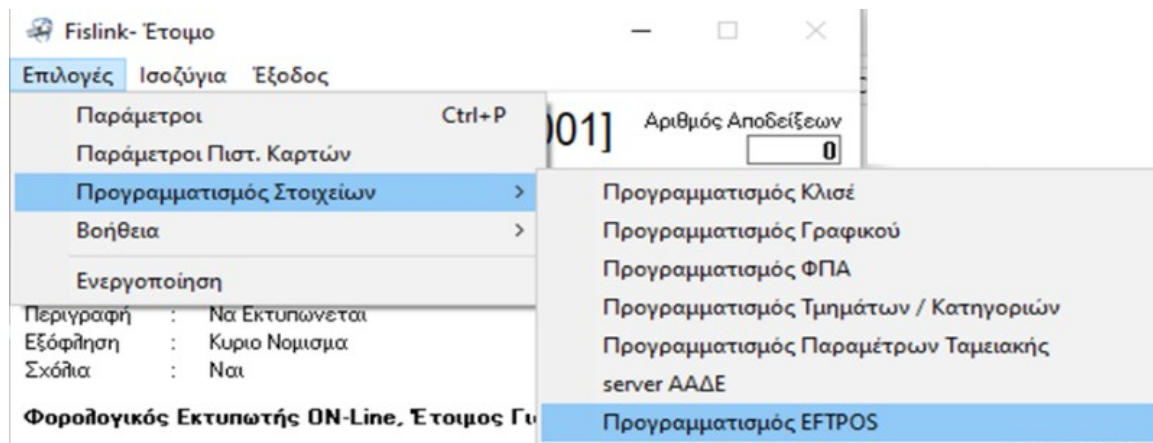 Fislink- Έτοιμο
Επιλογές Ισοζύγια Έξοδος
Παράμετροι Ctrl+P
Παράμετροι Πιστ. Καρτών
Προγραμματισμός Στοιχείων >
Βοήθεια >
Ενεργοποίηση
001] Αριθμός Αποδείξεων
0
Προγραμματισμός Κλισέ
Προγραμματισμός Γραφικού
Προγραμματισμός ΦΠΑ
Προγραμματισμός Τμημάτων / Κατηγοριών
Προγραμματισμός Παραμέτρων Ταμειακής
server ΑΑΔΕ
Προγραμματισμός EFTPOS
Περιγραφή : Να Εκτυπωνεται
Εξόφληση : Κυριο Νομισμα
Σχόλια : Ναι
Φορολογικός Εκτυπωτής ON-Line, Έτοιμος